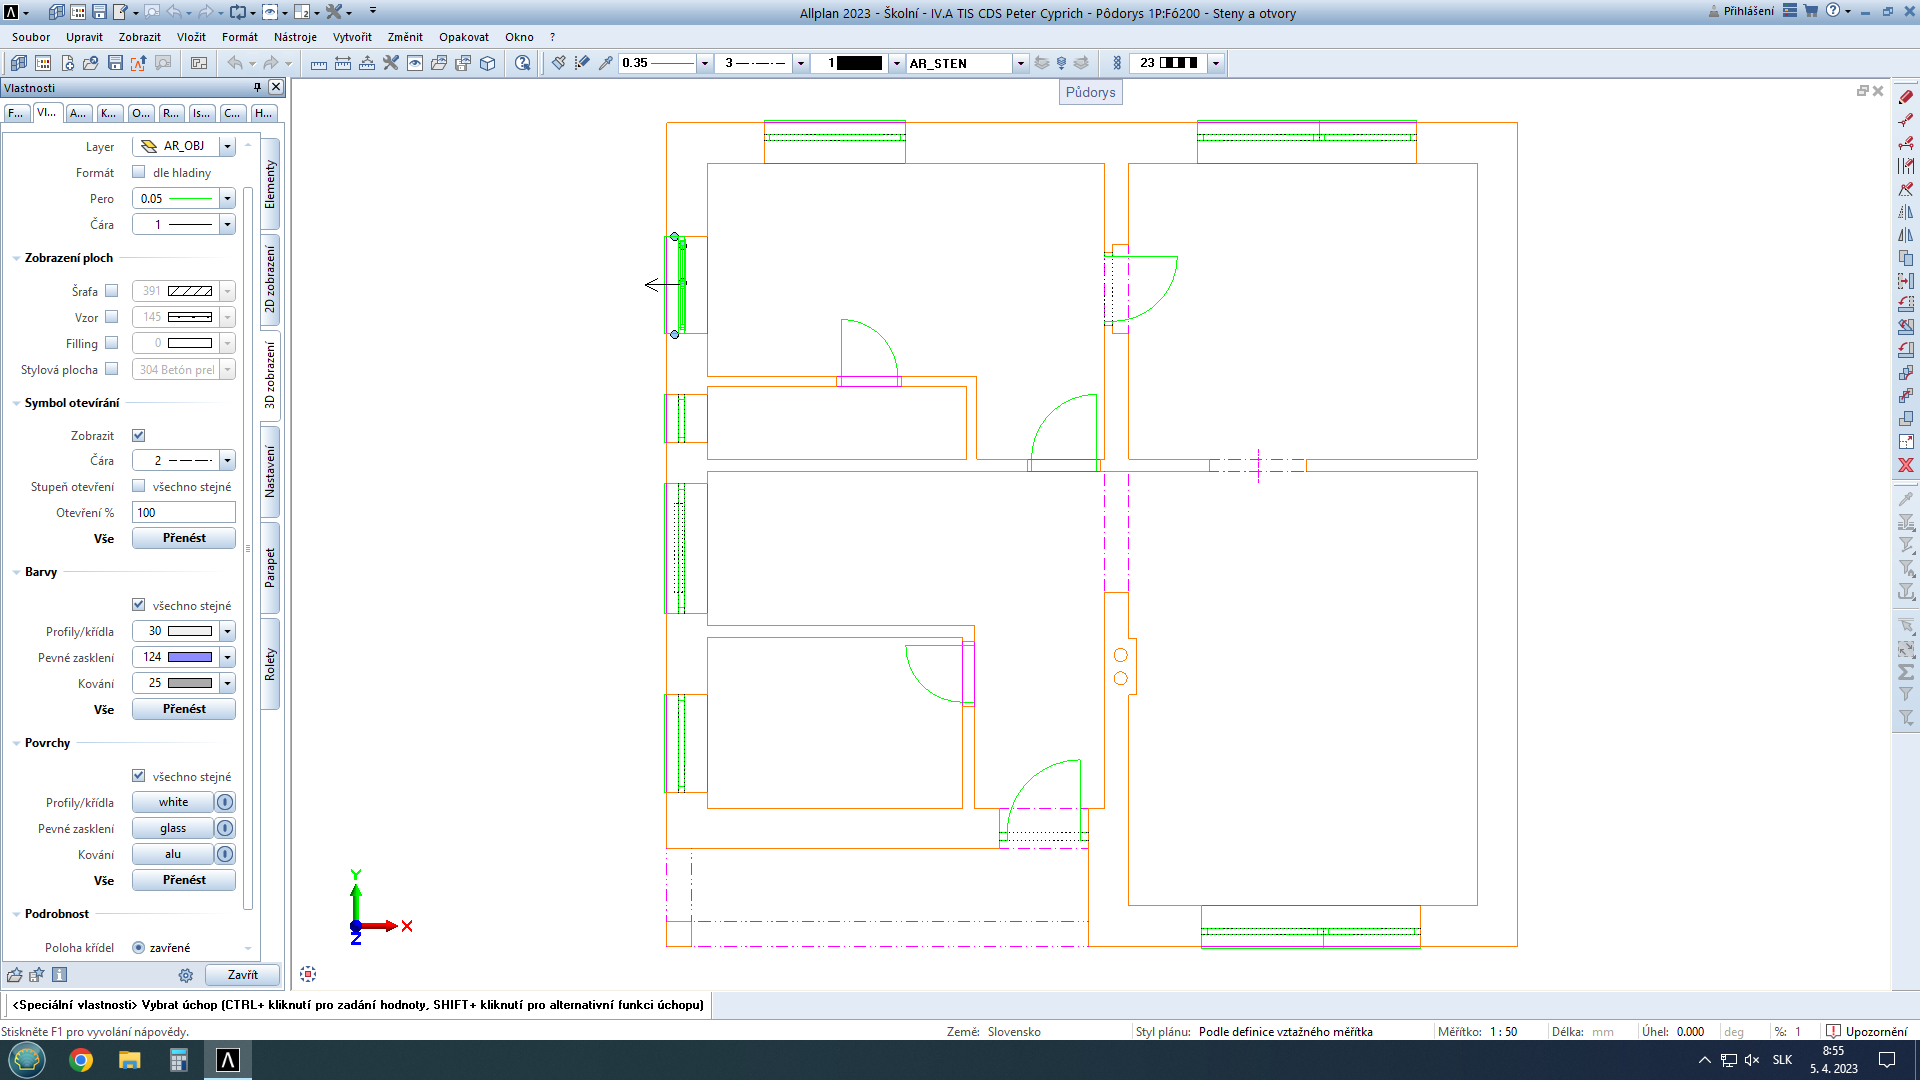 Allplan 2023 - Školní - IV.A TIS CDS Peter Cyprich - Pôdorys 1P:F6200 - Steny a otvory
Přihlášení
Soubor Upravit Zobrazit Vložit Formát Nástroje Vytvořit Změnit Opakovat Okno ?
0.35 3 1 AR_STEN 23
Vlastnosti
Půdorys
F... Vl... A... K... O... R... Is... C... H...
Layer AR_OBJ
Formát dle hladiny
Pero 0.05
Čára 1
Zobrazení ploch
Šrafa 391
Vzor 145
Filling 0
Stylová plocha 304 Betón prel
Symbol otevírání
Zobrazit
Čára 2
Stupeň otevření všechno stejné
Otevření % 100
Vše Přenést
Barvy
všechno stejné
Profily/křídla 30
Pevné zasklení 124
Kování 25
Vše Přenést
Povrchy
všechno stejné
Profily/křídla white
Pevné zasklení glass
Kování alu
Vše Přenést
Podrobnost
Poloha křídel zavřené
Zavřít
Elementy
2D zobrazení
3D zobrazení
Nastavení
Parapet
Rolety
Y
X
Z
<Speciální vlastnosti> Vybrat úchop (CTRL+ kliknutí pro zadání hodnoty, SHIFT+ kliknutí pro alternativní funkci úchopu)
Stiskněte F1 pro vyvolání nápovědy.
Země: Slovensko
Styl plánu: Podle definice vztažného měřítka
Měřítko: 1 : 50
Délka: mm
Úhel: 0.000 deg
%: 1
Upozornění
SLK
8:55
5. 4. 2023